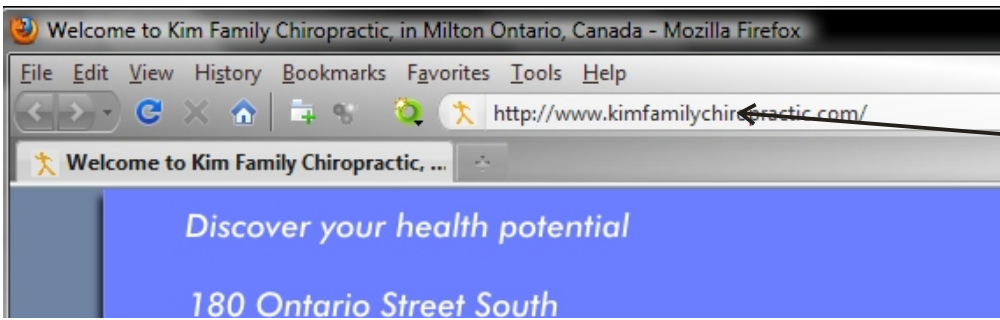 Welcome to Kim Family Chiropractic, in Milton Ontario, Canada - Mozilla Firefox
File Edit View History Bookmarks Favorites Tools Help
http://www.kimfamilychiropractic.com/
Welcome to Kim Family Chiropractic, ...
Discover your health potential
180 Ontario Street South